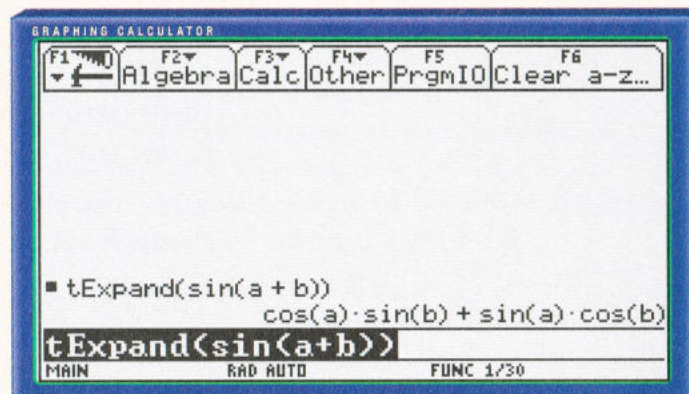 GRAPHING CALCULATOR
F1 F2 F3 F4 F5 F6
Algebra Calc Other PrgmIO Clear a-z…
▪ tExpand(sin(a + b))
cos(a)·sin(b) + sin(a)·cos(b)
tExpand(sin(a+b))
MAIN RAD AUTO FUNC 1/30